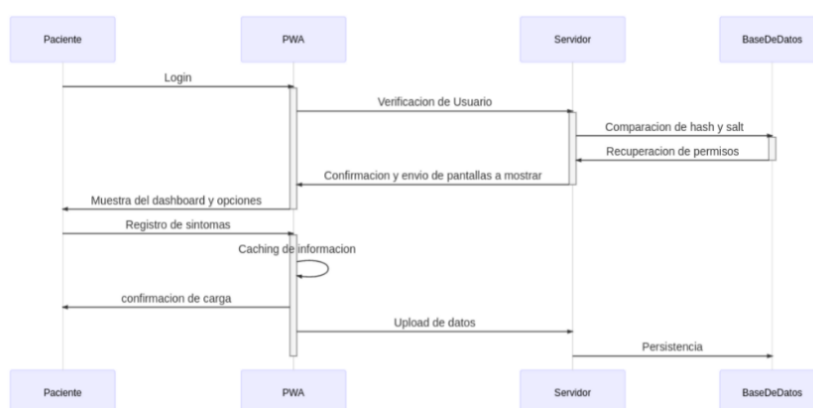 Paciente
PWA
Servidor
BaseDeDatos
Login
Verificacion de Usuario
Comparacion de hash y salt
Recuperacion de permisos
Confirmacion y envio de pantallas a mostrar
Muestra del dashboard y opciones
Registro de sintomas
Caching de informacion
confirmacion de carga
Upload de datos
Persistencia
Paciente
PWA
Servidor
BaseDeDatos